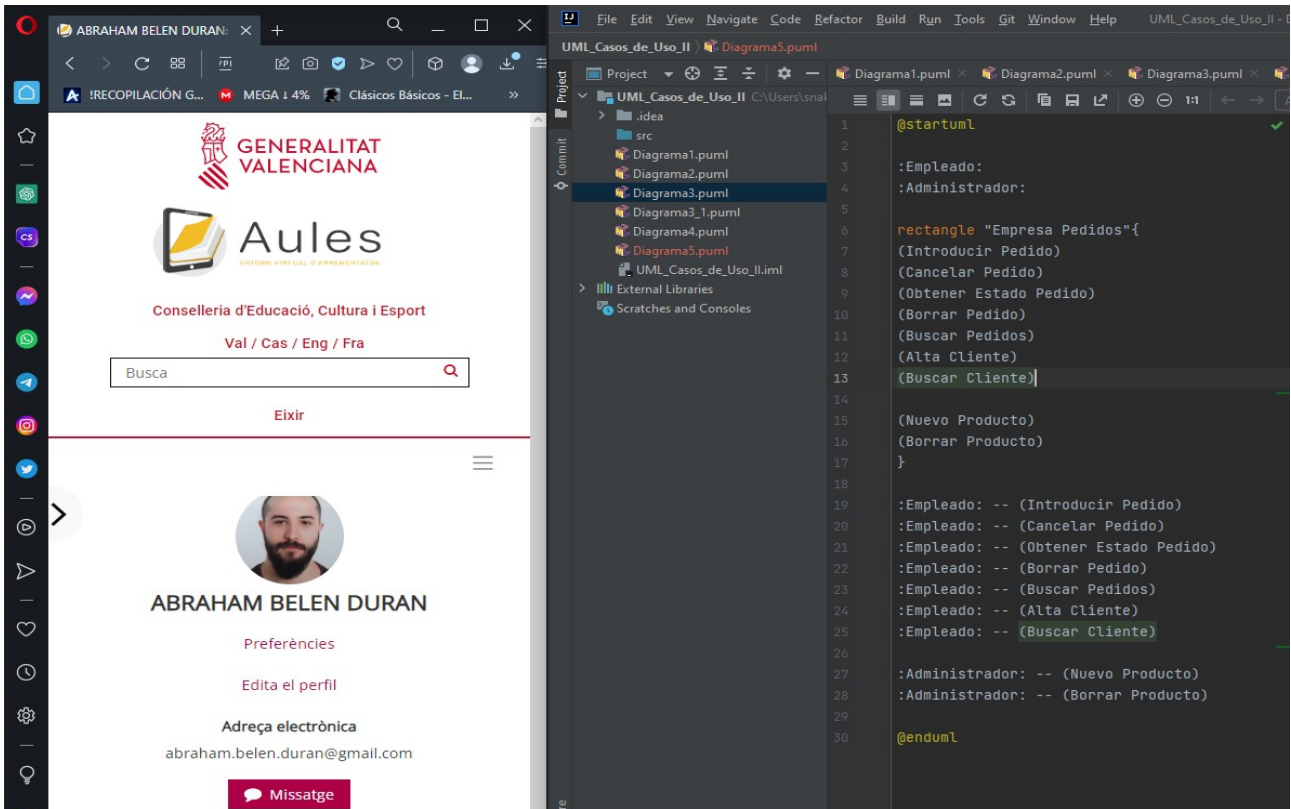 ABRAHAM BELEN DURAN:
!RECOPILACIÓN G... MEGA ⇓ 4% Clásicos Básicos - El... »
GENERALITAT
VALENCIANA
Aules
ENTORN VIRTUAL D'APRENENTATGE
Conselleria d'Educació, Cultura i Esport
Val / Cas / Eng / Fra
Busca
Eixir
ABRAHAM BELEN DURAN
Preferències
Edita el perfil
Adreça electrònica
abraham.belen.duran@gmail.com
Missatge
File Edit View Navigate Code Refactor Build Run Tools Git Window Help UML_Casos_de_Uso_II -
UML_Casos_de_Uso_II Diagrama5.puml
Project
Commit
Project
Diagrama1.puml Diagrama2.puml Diagrama3.puml
UML_Casos_de_Uso_II C:\Users\snal
.idea
src
Diagrama1.puml
Diagrama2.puml
Diagrama3.puml
Diagrama3_1.puml
Diagrama4.puml
Diagrama5.puml
UML_Casos_de_Uso_II.iml
External Libraries
Scratches and Consoles
1:1
1 @startuml
2
3 :Empleado:
4 :Administrador:
5
6 rectangle "Empresa Pedidos"{
7 (Introducir Pedido)
8 (Cancelar Pedido)
9 (Obtener Estado Pedido)
10 (Borrar Pedido)
11 (Buscar Pedidos)
12 (Alta Cliente)
13 (Buscar Cliente)
14
15 (Nuevo Producto)
16 (Borrar Producto)
17 }
18
19 :Empleado: -- (Introducir Pedido)
20 :Empleado: -- (Cancelar Pedido)
21 :Empleado: -- (Obtener Estado Pedido)
22 :Empleado: -- (Borrar Pedido)
23 :Empleado: -- (Buscar Pedidos)
24 :Empleado: -- (Alta Cliente)
25 :Empleado: -- (Buscar Cliente)
26
27 :Administrador: -- (Nuevo Producto)
28 :Administrador: -- (Borrar Producto)
29
30 @enduml